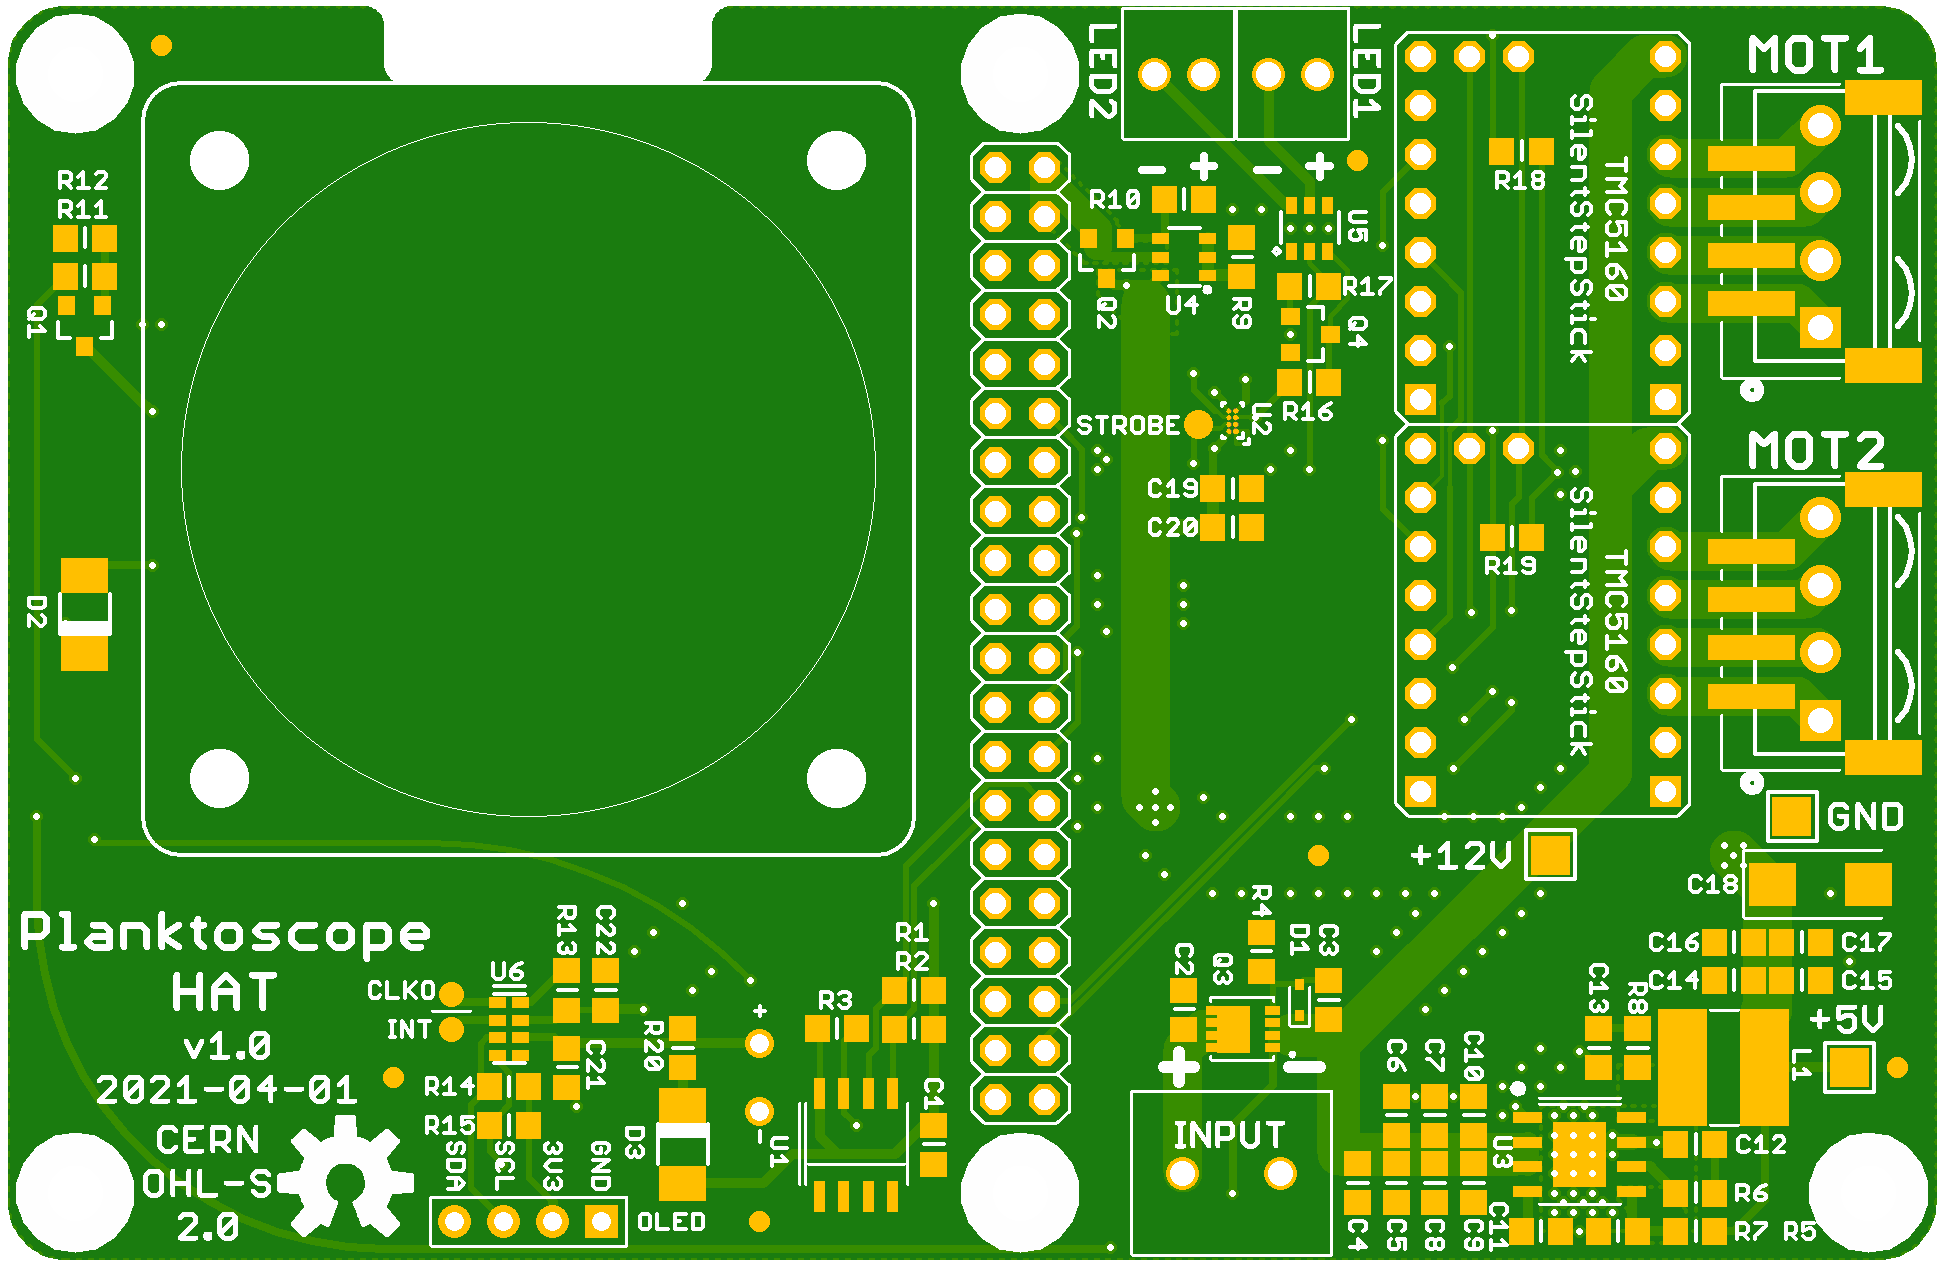 LED2
LED1
MOT1
R12
R11
Q1
R10
U5
R18
SilentStepStick
TMC5160
Q2
U4
R9
R17
Q4
R16
STROBE
U2
MOT2
C19
C20
R19
SilentStepStick
TMC5160
D2
GND
+12V
C18
Planktoscope
HAT
v1.0
2021-04-01
CERN
OHL-S
2.0
CLKO
INT
U6
R13
C22
C21
R14
R15
SDA
SCL
3V3
GND
OLED
R20
D3
+
-
R3
R1
R2
U1
C1
C2
Q3
R4
D1
C3
+ -
INPUT
C16
C17
C14
C15
C13
R8
+5V
L1
C6
C7
C10
U3
C12
R6
R7
R5
C4
C5
C8
C9
C11
- + - +